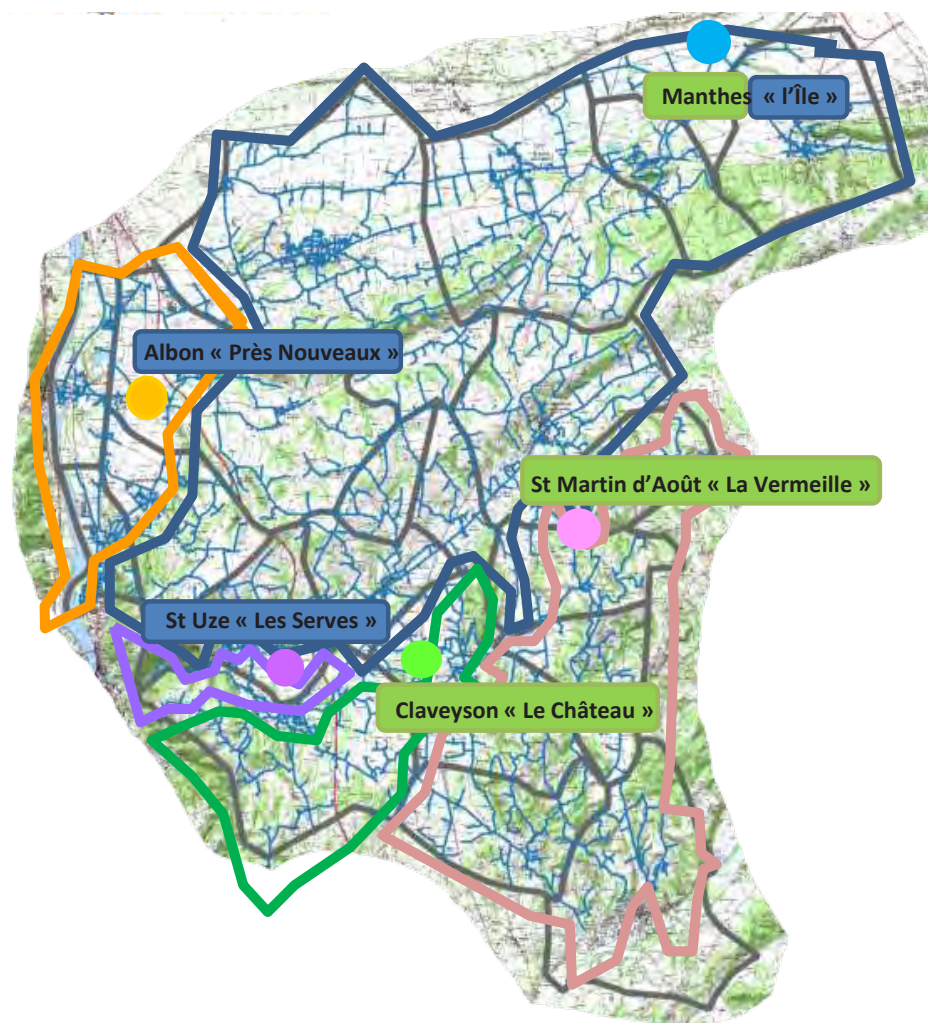 Manthes « l'Île »
Albon « Près Nouveaux »
St Martin d'Août « La Vermeille »
St Uze « Les Serves »
Claveyson « Le Château »